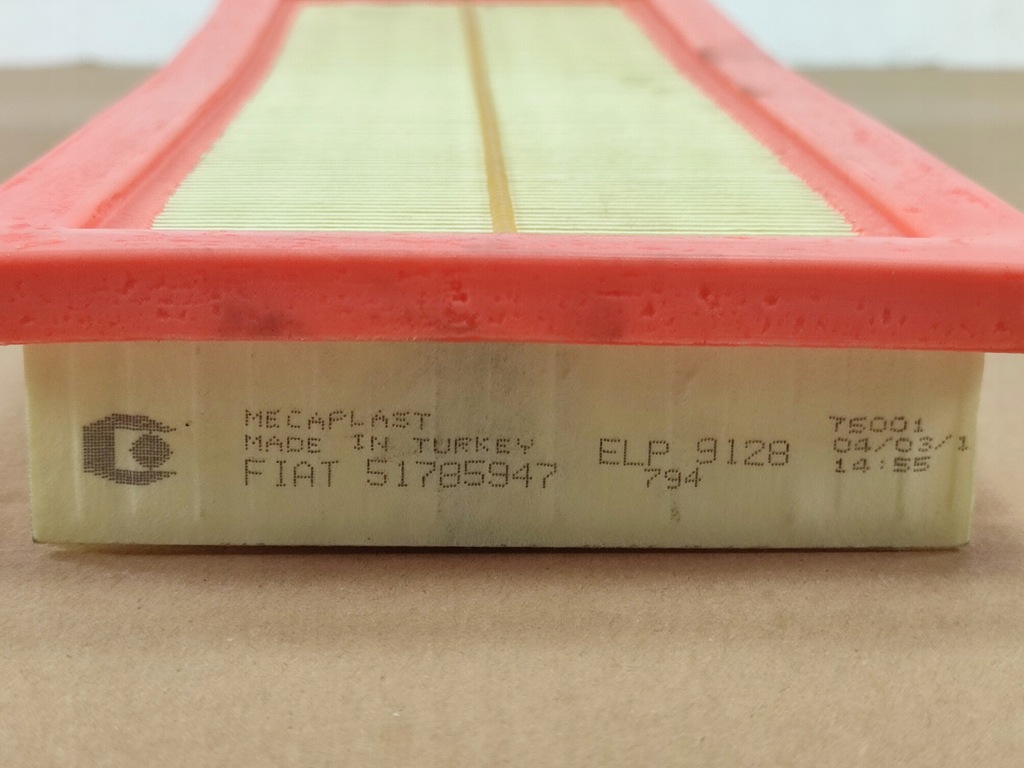 MECAPLAST
MADE IN TURKEY
FIAT 51785947
ELP 9128
794
75001
04/03/1
14:55